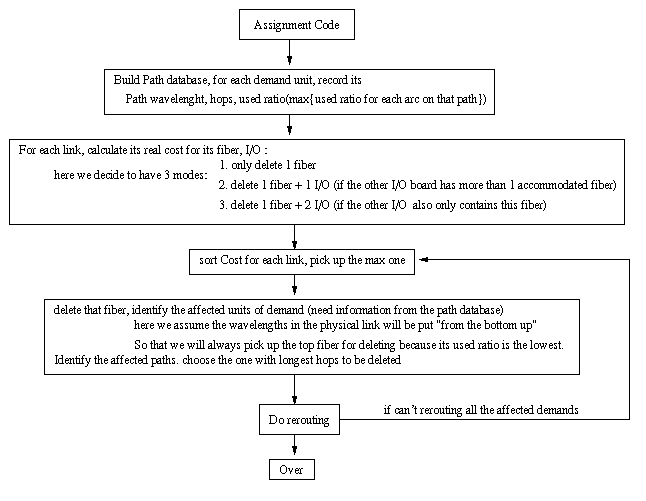 Assignment Code
Build Path database, for each demand unit, record its
Path wavelenght, hops, used ratio(max{used ratio for each arc on that path})
For each link, calculate its real cost for its fiber, I/O :
here we decide to have 3 modes:
1. only delete 1 fiber
2. delete 1 fiber + 1 I/O (if the other I/O board has more than 1 accommodated fiber)
3. delete 1 fiber + 2 I/O (if the other I/O also only contains this fiber)
sort Cost for each link, pick up the max one
delete that fiber, identify the affected units of demand (need information from the path database)
here we assume the wavelengths in the physical link will be put "from the bottom up"
So that we will always pick up the top fiber for deleting because its used ratio is the lowest.
Identify the affected paths. choose the one with longest hops to be deleted
if can't rerouting all the affected demands
Do rerouting
Over